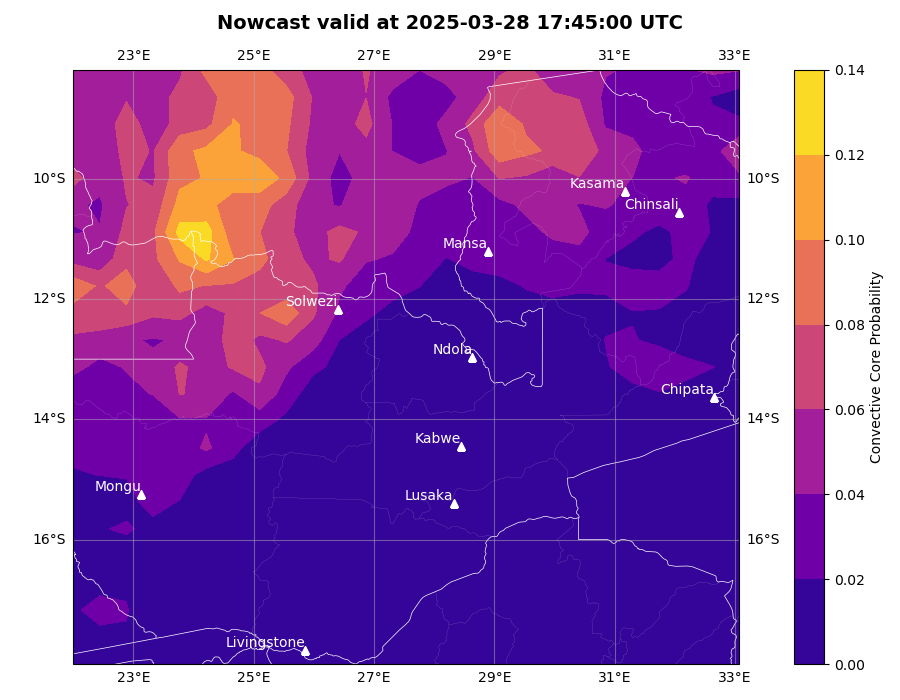 Nowcast valid at 2025-03-28 17:45:00 UTC
23°E 25°E 27°E 29°E 31°E 33°E
0.14
0.12
10°S 10°S
Kasama
Chinsali
0.10
Mansa
12°S 12°S
Solwezi
0.08
Ndola
Chipata
0.06
14°S 14°S
Kabwe
Convective Core Probability
Mongu
Lusaka
0.04
16°S 16°S
0.02
Livingstone
0.00
23°E 25°E 27°E 29°E 31°E 33°E